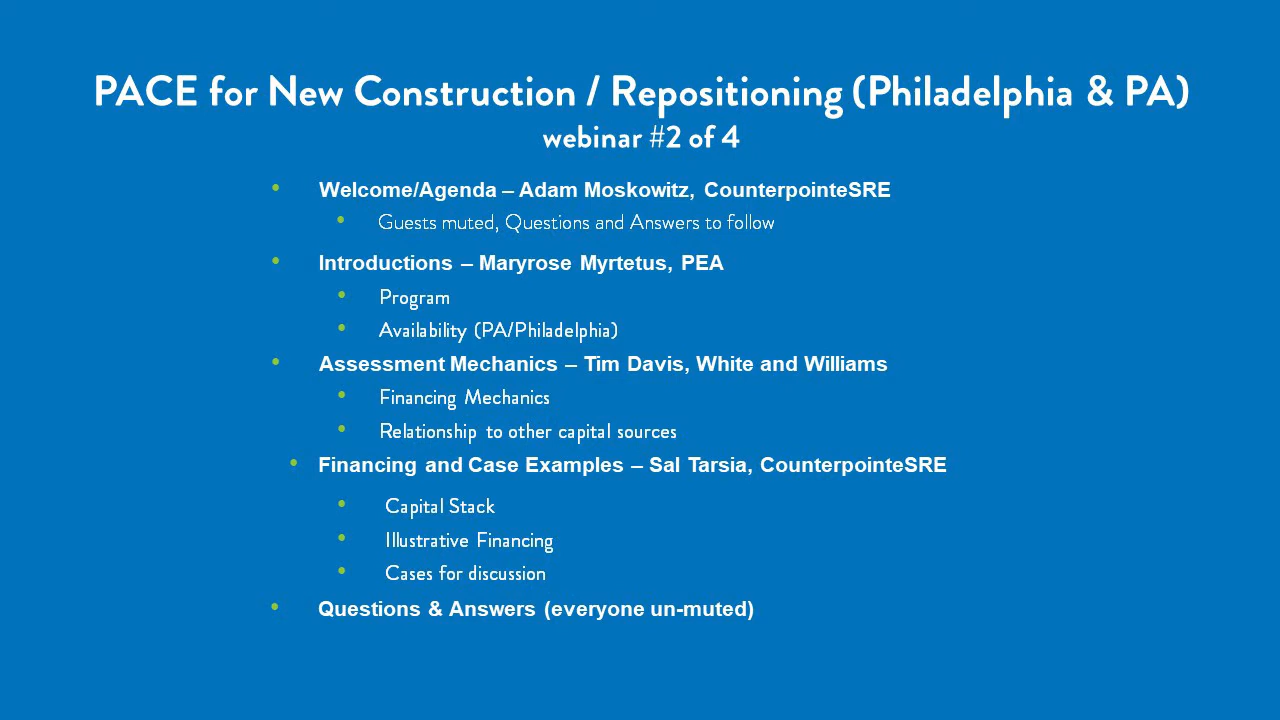 PACE for New Construction / Repositioning (Philadelphia & PA)
webinar #2 of 4
• Welcome/Agenda – Adam Moskowitz, CounterpointeSRE
• Guests muted, Questions and Answers to follow
• Introductions – Maryrose Myrtetus, PEA
• Program
• Availability (PA/Philadelphia)
• Assessment Mechanics – Tim Davis, White and Williams
• Financing Mechanics
• Relationship to other capital sources
• Financing and Case Examples – Sal Tarsia, CounterpointeSRE
• Capital Stack
• Illustrative Financing
• Cases for discussion
• Questions & Answers (everyone un-muted)